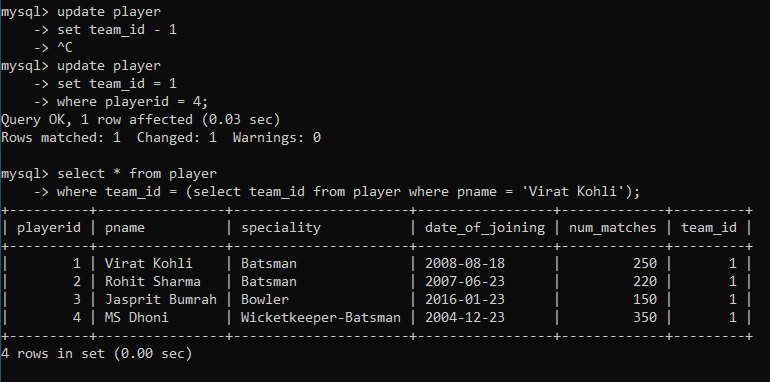 mysql> update player
    -> set team_id - 1
    -> ^C
mysql> update player
    -> set team_id = 1
    -> where playerid = 4;
Query OK, 1 row affected (0.03 sec)
Rows matched: 1  Changed: 1  Warnings: 0

mysql> select * from player
    -> where team_id = (select team_id from player where pname = 'Virat Kohli');
+----------+----------------+----------------------+-----------------+-------------+---------+
| playerid | pname          | speciality           | date_of_joining | num_matches | team_id |
+----------+----------------+----------------------+-----------------+-------------+---------+
|        1 | Virat Kohli    | Batsman              | 2008-08-18      |         250 |       1 |
|        2 | Rohit Sharma   | Batsman              | 2007-06-23      |         220 |       1 |
|        3 | Jasprit Bumrah | Bowler               | 2016-01-23      |         150 |       1 |
|        4 | MS Dhoni       | Wicketkeeper-Batsman | 2004-12-23      |         350 |       1 |
+----------+----------------+----------------------+-----------------+-------------+---------+
4 rows in set (0.00 sec)